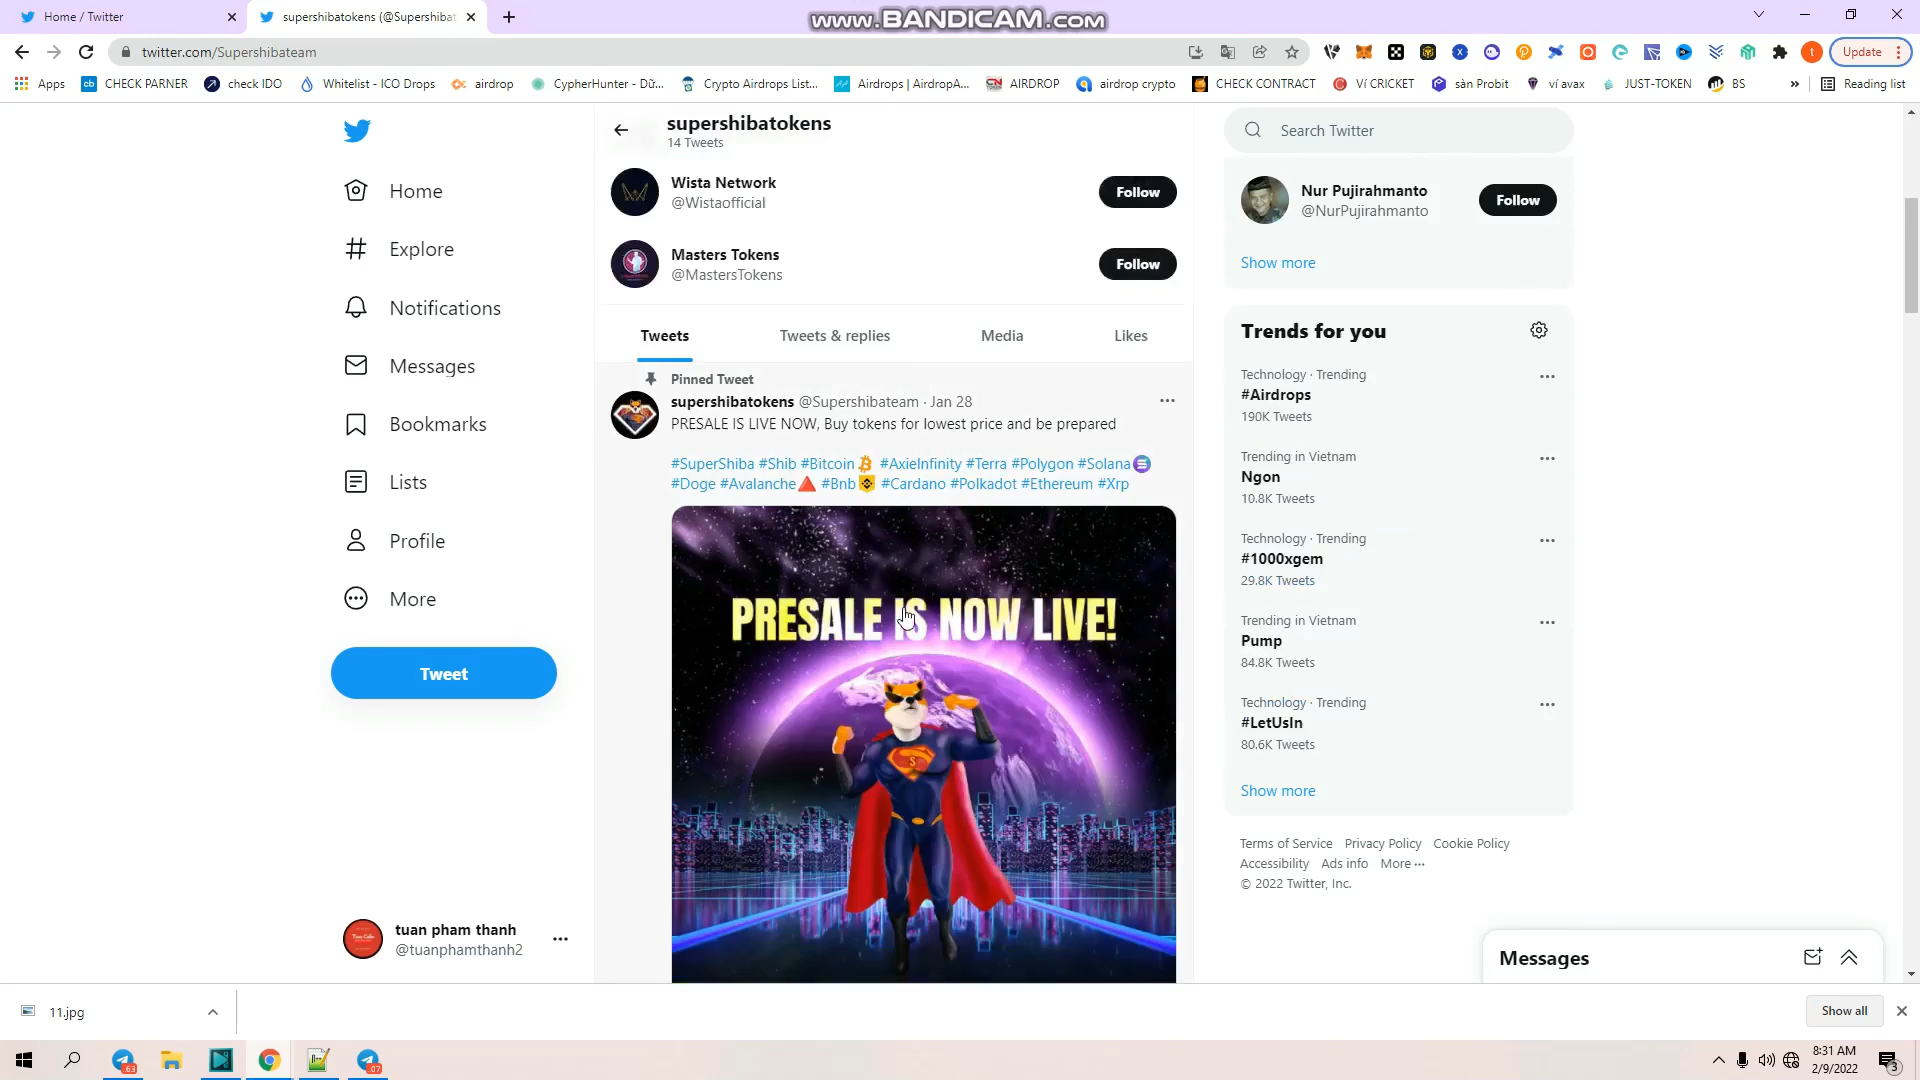 Home / Twitter
supershibatokens (@Supershibat
www.BANDICAM.com
twitter.com/Supershibateam
Update
Apps
CHECK PARNER
check IDO
Whitelist - ICO Drops
airdrop
CypherHunter - Dữ...
Crypto Airdrops List...
Airdrops | AirdropA...
AIRDROP
airdrop crypto
CHECK CONTRACT
Ví CRICKET
sàn Probit
ví avax
JUST-TOKEN
BS
»
Reading list
Home
Explore
Notifications
Messages
Bookmarks
Lists
Profile
More
Tweet
tuan pham thanh
@tuanphamthanh2
supershibatokens
14 Tweets
Wista Network
@Wistaofficial
Follow
Masters Tokens
@MastersTokens
Follow
Tweets
Tweets & replies
Media
Likes
Pinned Tweet
supershibatokens @Supershibateam · Jan 28
PRESALE IS LIVE NOW, Buy tokens for lowest price and be prepared
#SuperShiba #Shib #Bitcoin #AxieInfinity #Terra #Polygon #Solana
#Doge #Avalanche #Bnb #Cardano #Polkadot #Ethereum #Xrp
PRESALE IS NOW LIVE!
S
Search Twitter
Nur Pujirahmanto
@NurPujirahmanto
Follow
Show more
Trends for you
Technology · Trending
#Airdrops
190K Tweets
Trending in Vietnam
Ngon
10.8K Tweets
Technology · Trending
#1000xgem
29.8K Tweets
Trending in Vietnam
Pump
84.8K Tweets
Technology · Trending
#LetUsIn
80.6K Tweets
Show more
Terms of Service Privacy Policy Cookie Policy
Accessibility Ads info More ···
© 2022 Twitter, Inc.
Messages
11.jpg
Show all
8:31 AM
2/9/2022